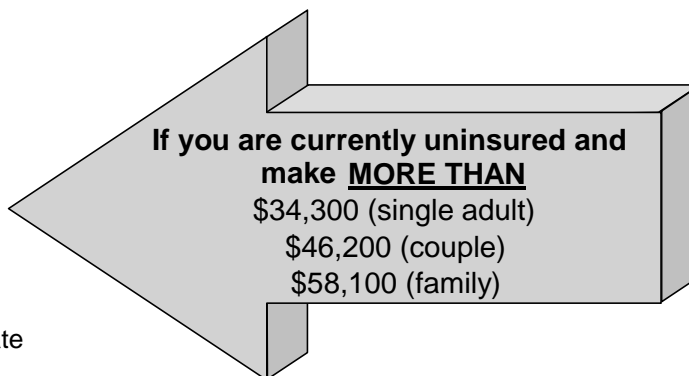 If you are currently uninsured and
make MORE THAN
$34,300 (single adult)
$46,200 (couple)
$58,100 (family)